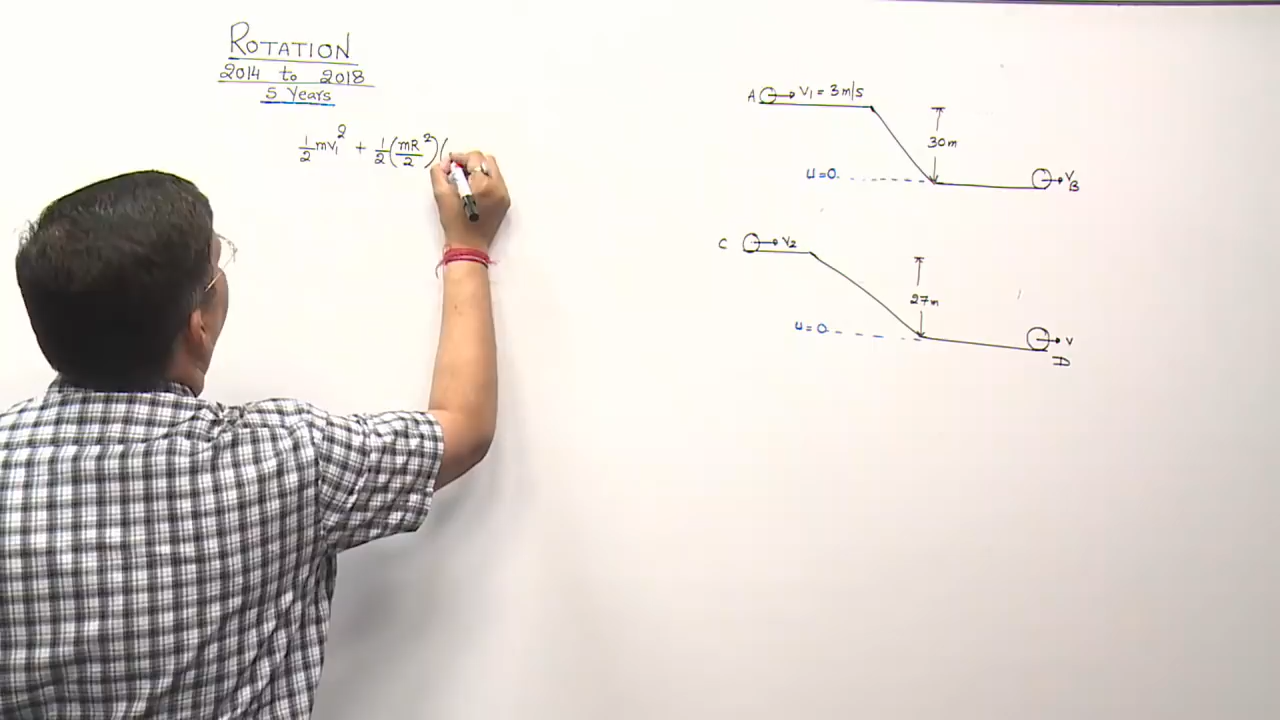 ROTATION
2014 to 2018
5 Years
½mv₁² + ½(mR²/2)(
A V₁ = 3 m/s
30m
u=0
V_B
C V₂
27m
u=0
V
D